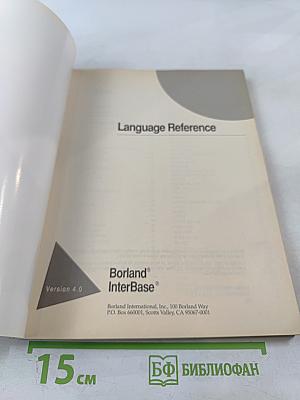 Language Reference
Version 4.0
Borland®
InterBase®
Borland International, Inc., 100 Borland Way
P.O. Box 660001, Scotts Valley, CA 95067-0001
15 см
БФ БИБЛИОФАН